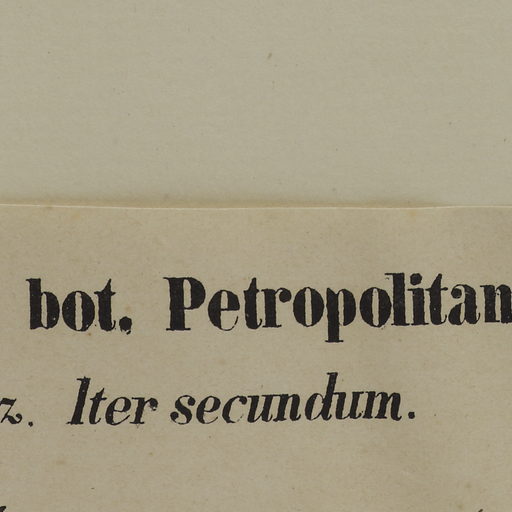 bot. Petropolitan
z. Iter secundum.